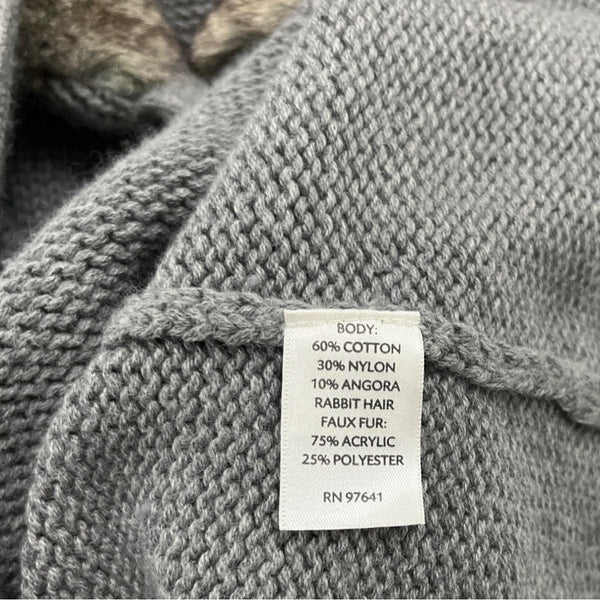 BODY:
60% COTTON
30% NYLON
10% ANGORA
RABBIT HAIR
FAUX FUR:
75% ACRYLIC
25% POLYESTER
RN 97641